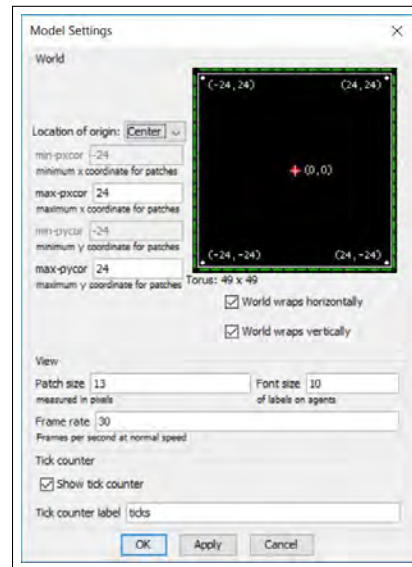 Model Settings
World
(-24,24) (24,24)
Location of origin: Center
min-pxcor -24
minimum x coordinate for patches
(0,0)
max-pxcor 24
maximum x coordinate for patches
min-pycor -24
minimum y coordinate for patches
max-pycor 24
maximum y coordinate for patches
(-24,-24) (24,-24)
Torus: 49 x 49
World wraps horizontally
World wraps vertically
View
Patch size 13 Font size 10
measured in pixels of labels on agents
Frame rate 30
Frames per second at normal speed
Tick counter
Show tick counter
Tick counter label ticks
OK Apply Cancel